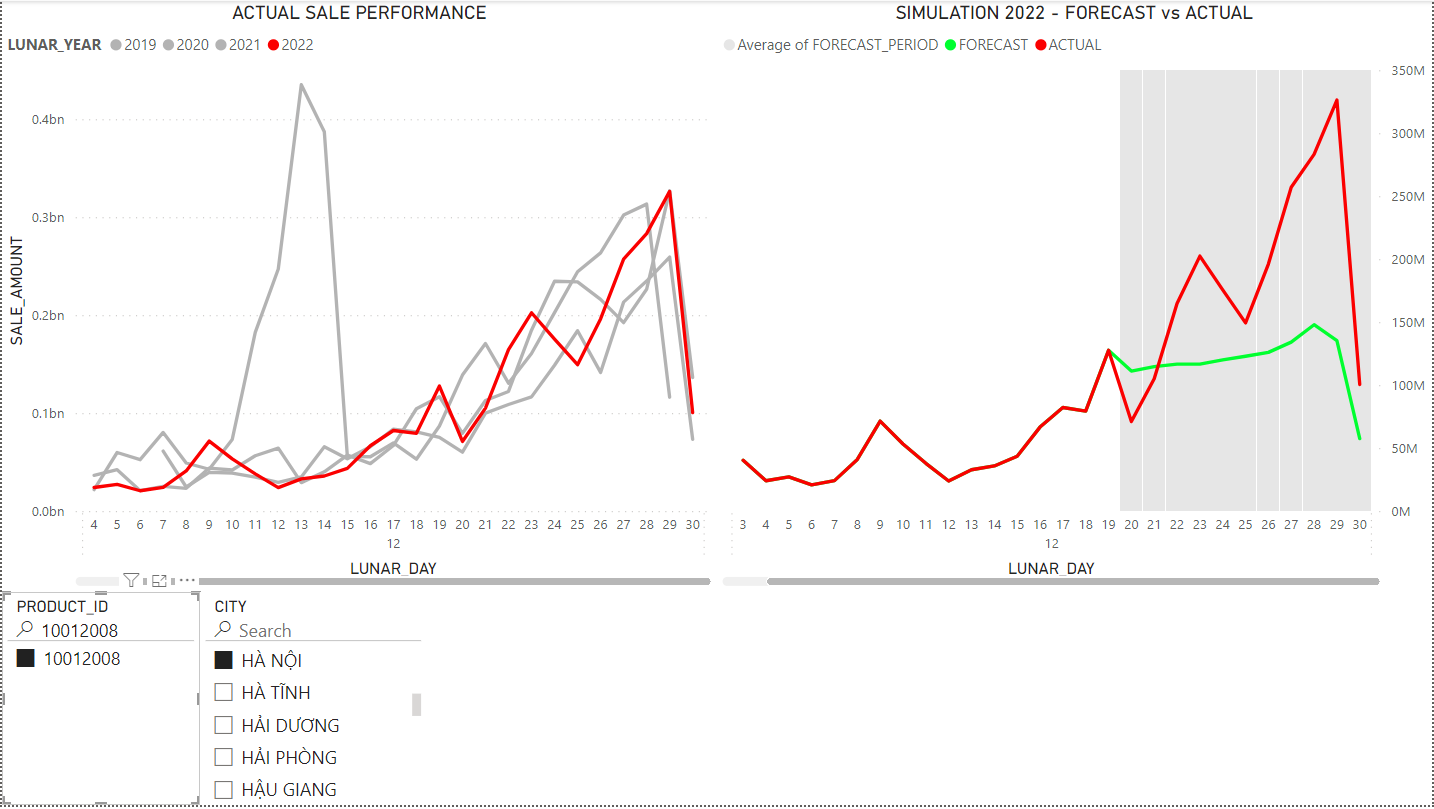 ACTUAL SALE PERFORMANCE
LUNAR_YEAR 2019 2020 2021 2022
SALE_AMOUNT
0.4bn
0.3bn
0.2bn
0.1bn
0.0bn
4 5 6 7 8 9 10 11 12 13 14 15 16 17 18 19 20 21 22 23 24 25 26 27 28 29 30
12
LUNAR_DAY
SIMULATION 2022 - FORECAST vs ACTUAL
Average of FORECAST_PERIOD FORECAST ACTUAL
350M
300M
250M
200M
150M
100M
50M
0M
3 4 5 6 7 8 9 10 11 12 13 14 15 16 17 18 19 20 21 22 23 24 25 26 27 28 29 30
12
LUNAR_DAY
PRODUCT_ID
10012008
10012008
CITY
Search
HÀ NỘI
HÀ TĨNH
HẢI DƯƠNG
HẢI PHÒNG
HẬU GIANG